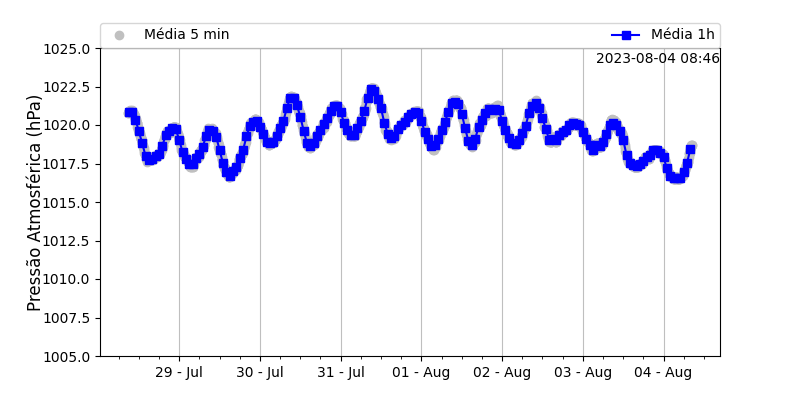 Média 5 min
Média 1h
2023-08-04 08:46
Pressão Atmosférica (hPa)
1025.0
1022.5
1020.0
1017.5
1015.0
1012.5
1010.0
1007.5
1005.0
29 - Jul
30 - Jul
31 - Jul
01 - Aug
02 - Aug
03 - Aug
04 - Aug